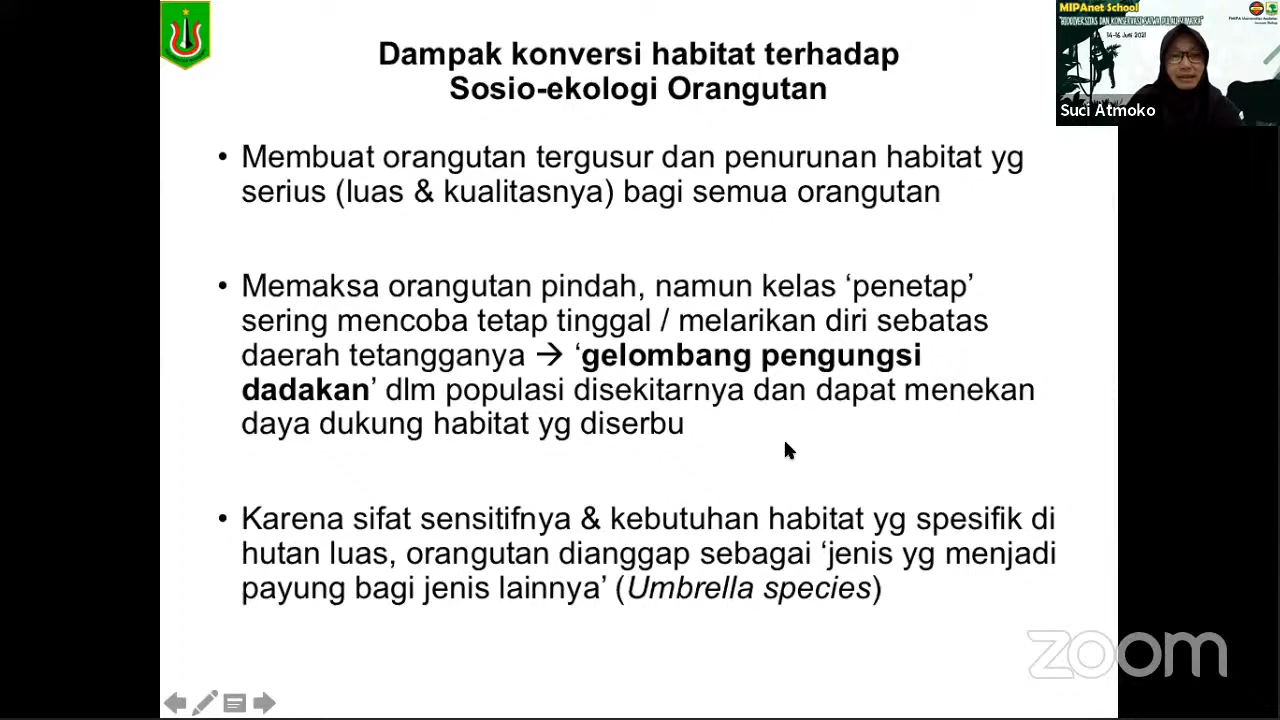 Dampak konversi habitat terhadap
Sosio-ekologi Orangutan
• Membuat orangutan tergusur dan penurunan habitat yg
serius (luas & kualitasnya) bagi semua orangutan
• Memaksa orangutan pindah, namun kelas ‘penetap’
sering mencoba tetap tinggal / melarikan diri sebatas
daerah tetangganya → ‘gelombang pengungsi
dadakan’ dlm populasi disekitarnya dan dapat menekan
daya dukung habitat yg diserbu
• Karena sifat sensitifnya & kebutuhan habitat yg spesifik di
hutan luas, orangutan dianggap sebagai ‘jenis yg menjadi
payung bagi jenis lainnya’ (Umbrella species)
MIPAnet School
14-16 Juni 2021
Suci Atmoko
zoom